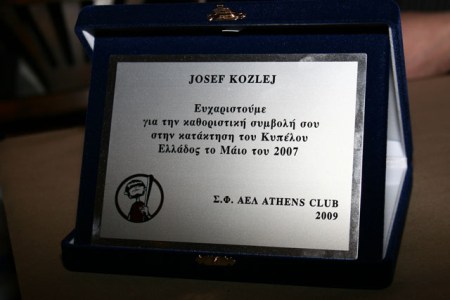 JOSEF KOZLEJ
Ευχαριστούμε
για την καθοριστική συμβολή σου
στην κατάκτηση του Κυπέλου
Ελλάδος το Μάιο του 2007
Σ.Φ. ΑΕΛ ATHENS CLUB
2009